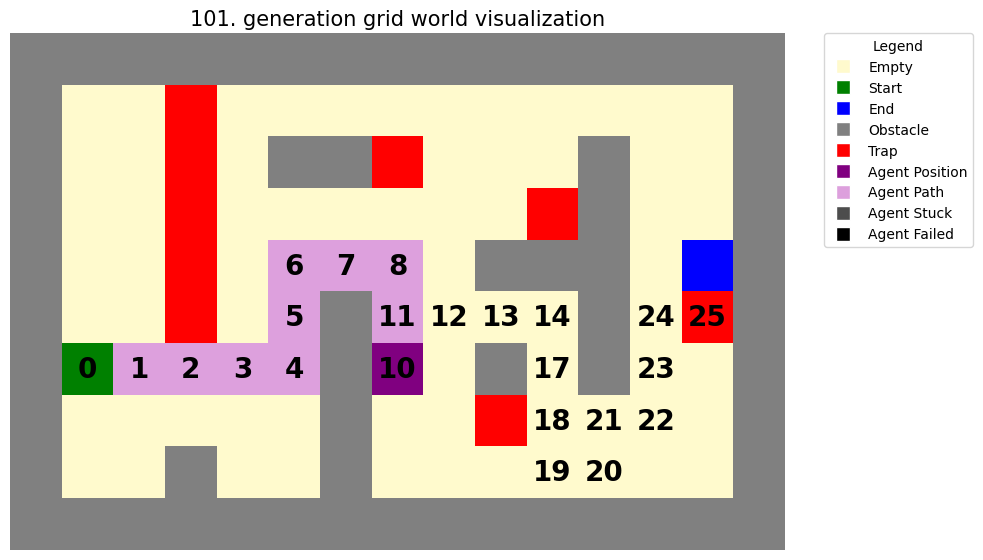 101. generation grid world visualization
Legend
Empty
Start
End
Obstacle
Trap
Agent Position
Agent Path
Agent Stuck
Agent Failed
6 7 8
5 11 12 13 14 24 25
0 1 2 3 4 10 17 23
18 21 22
19 20